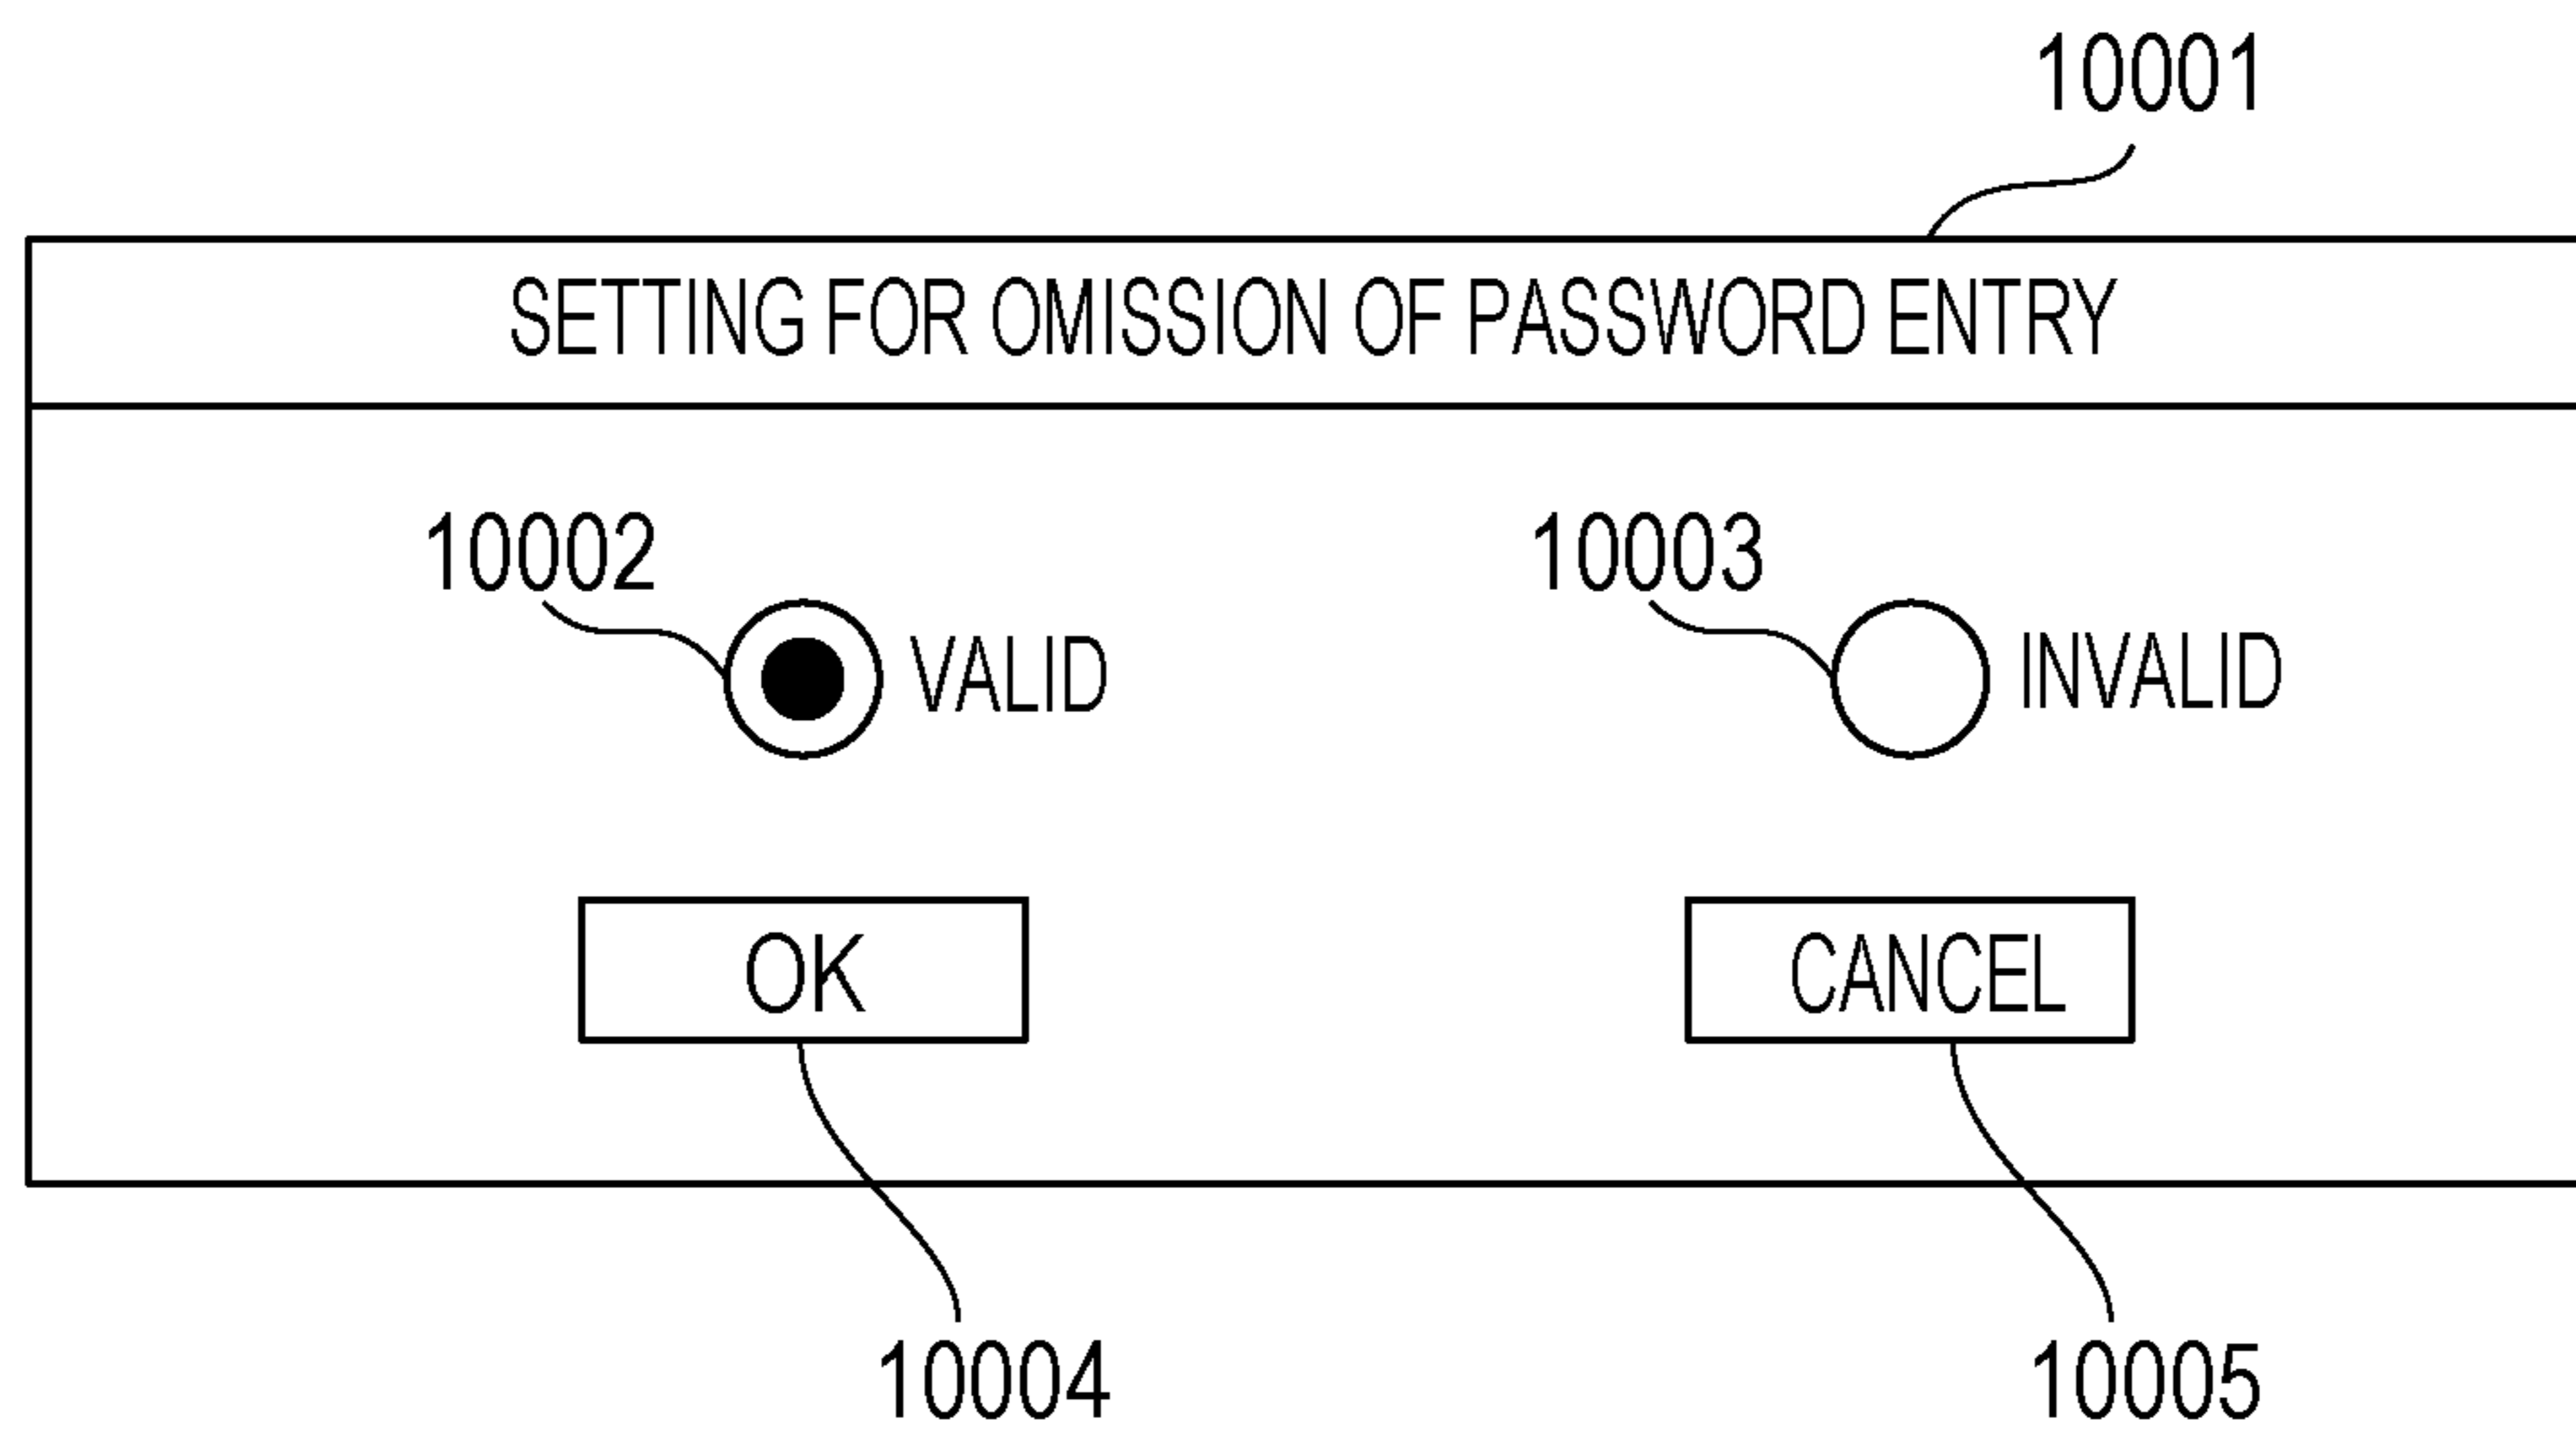 10001
SETTING FOR OMISSION OF PASSWORD ENTRY
10002
10003
VALID
INVALID
OK
CANCEL
10004
10005